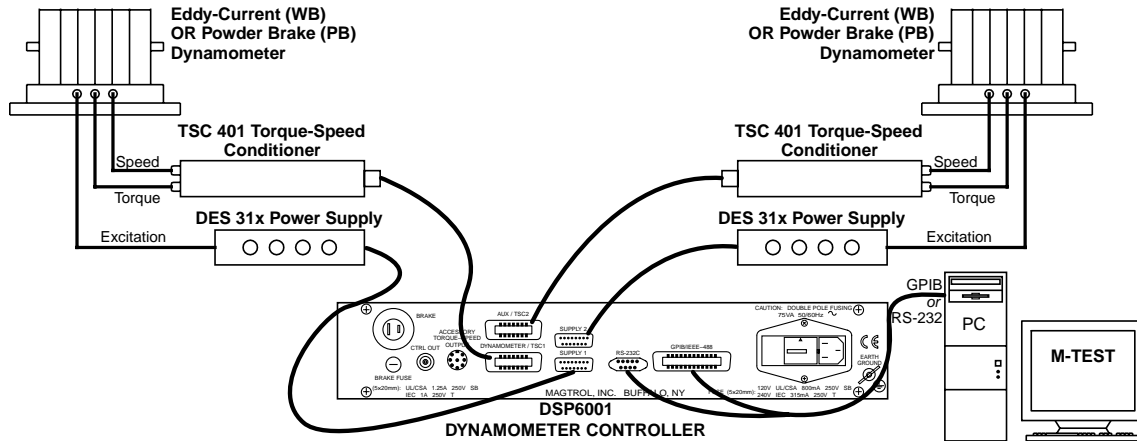 Eddy-Current (WB)
OR Powder Brake (PB)
Dynamometer
Eddy-Current (WB)
OR Powder Brake (PB)
Dynamometer
TSC 401 Torque-Speed
Conditioner
TSC 401 Torque-Speed
Conditioner
Speed
Torque
Speed
Torque
DES 31x Power Supply
DES 31x Power Supply
Excitation
Excitation
GPIB
or
RS-232
PC
M-TEST
BRAKE
AUX / TSC2
CAUTION: DOUBLE POLE FUSING
75VA 50/60Hz
ACCESSORY
TORQUE–SPEED
OUTPUT
CTRL OUT
SUPPLY 2
DYNAMOMETER / TSC1
SUPPLY 1
RS-232C
GPIB/IEEE–488
CE
EARTH
GROUND
BRAKE FUSE
(5x20mm): UL/CSA 1.25A 250V SB
IEC 1A 250V T
MAGTROL, INC. BUFFALO, NY
(5x20mm): 120V UL/CSA 800mA 250V SB
240V IEC 315mA 250V T
DSP6001
DYNAMOMETER CONTROLLER